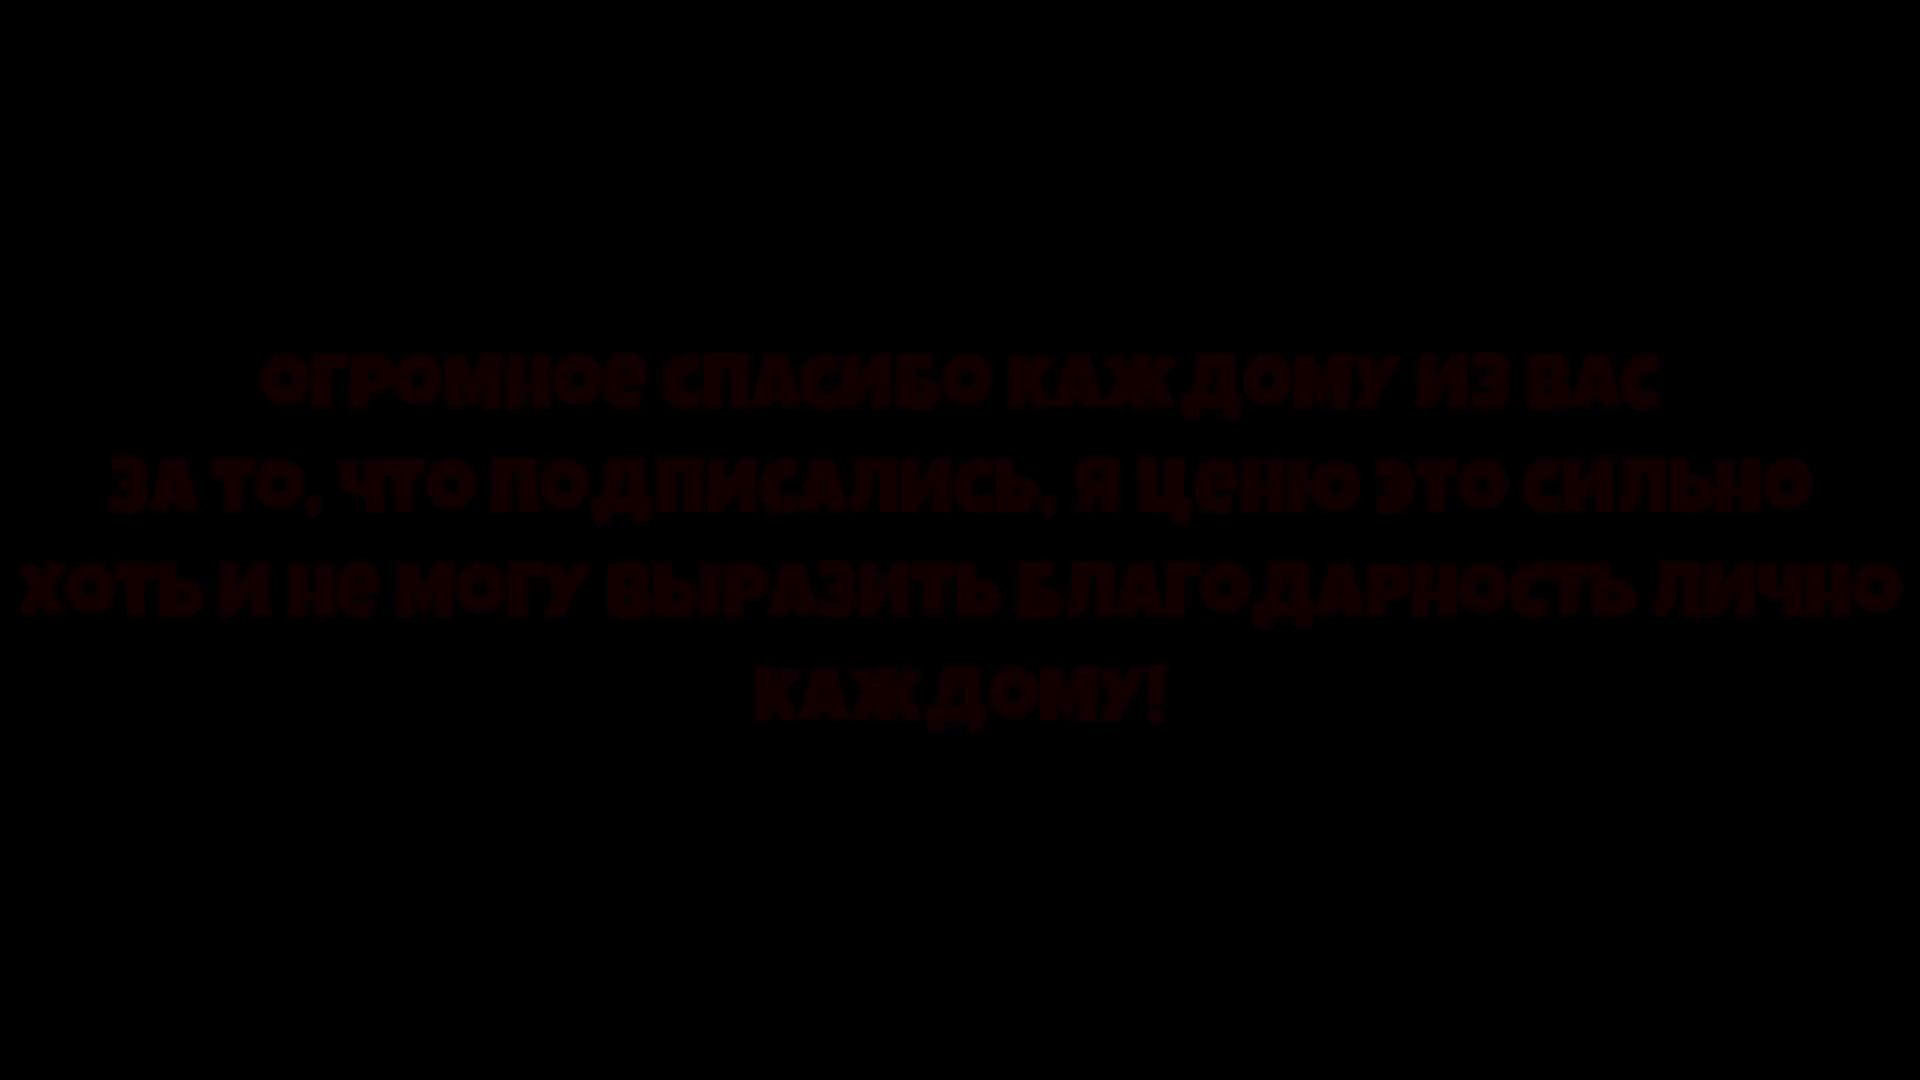 Огромное спасибо каждому из вас
за то, что подписались, я ценю это сильно
хоть и не могу выразить благодарность лично
каждому!